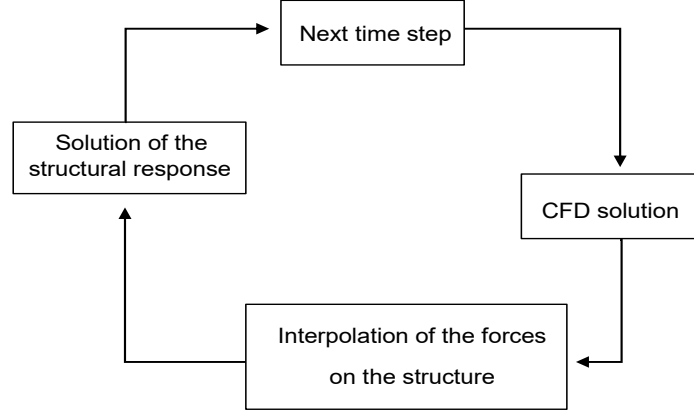 Next time step
Solution of the
structural response
CFD solution
Interpolation of the forces
on the structure